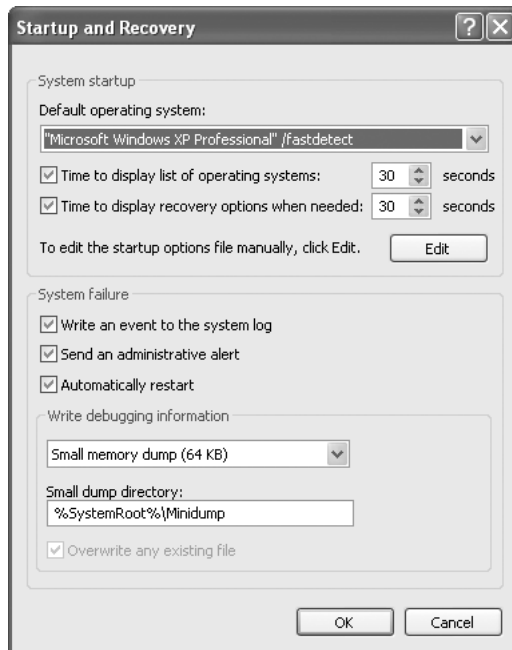 Startup and Recovery
System startup
Default operating system:
"Microsoft Windows XP Professional" /fastdetect
Time to display list of operating systems: 30 seconds
Time to display recovery options when needed: 30 seconds
To edit the startup options file manually, click Edit. Edit
System failure
Write an event to the system log
Send an administrative alert
Automatically restart
Write debugging information
Small memory dump (64 KB)
Small dump directory:
%SystemRoot%\Minidump
Overwrite any existing file
OK Cancel